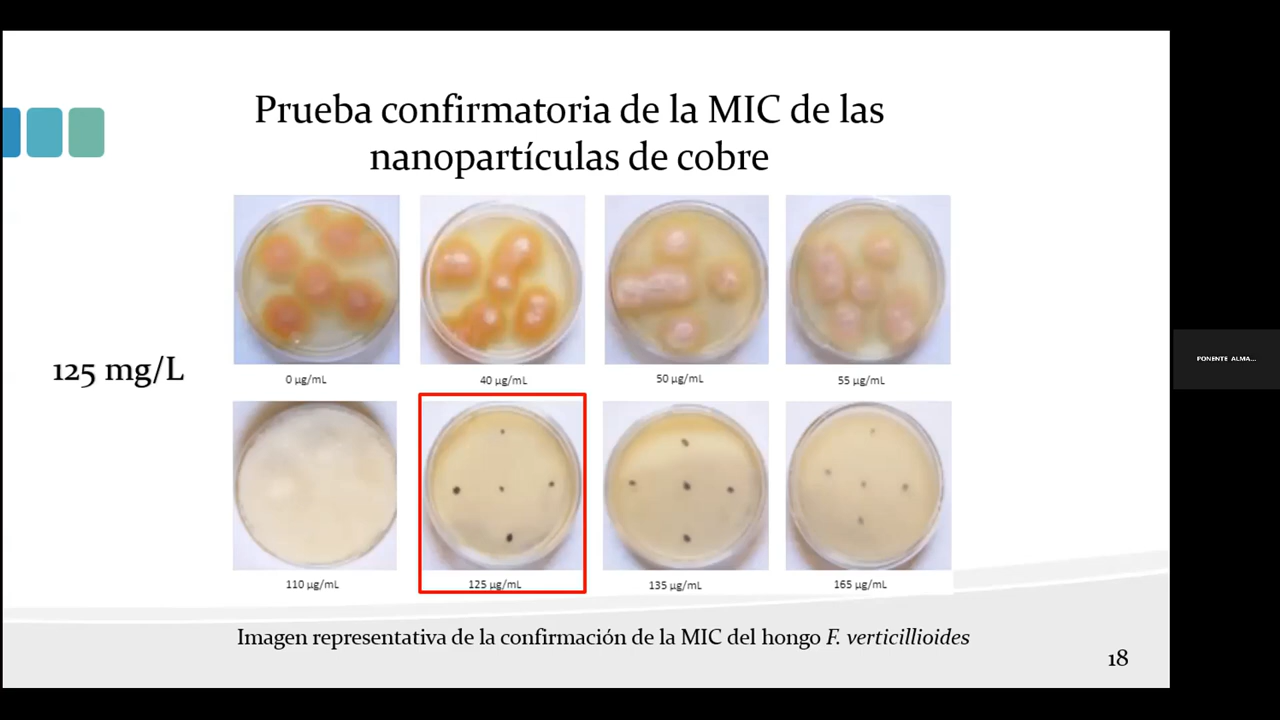 Prueba confirmatoria de la MIC de las
nanopartículas de cobre
125 mg/L
0 µg/mL
40 µg/mL
50 µg/mL
55 µg/mL
110 µg/mL
125 µg/mL
135 µg/mL
165 µg/mL
Imagen representativa de la confirmación de la MIC del hongo F. verticillioides
18
PONENTE ALMA...